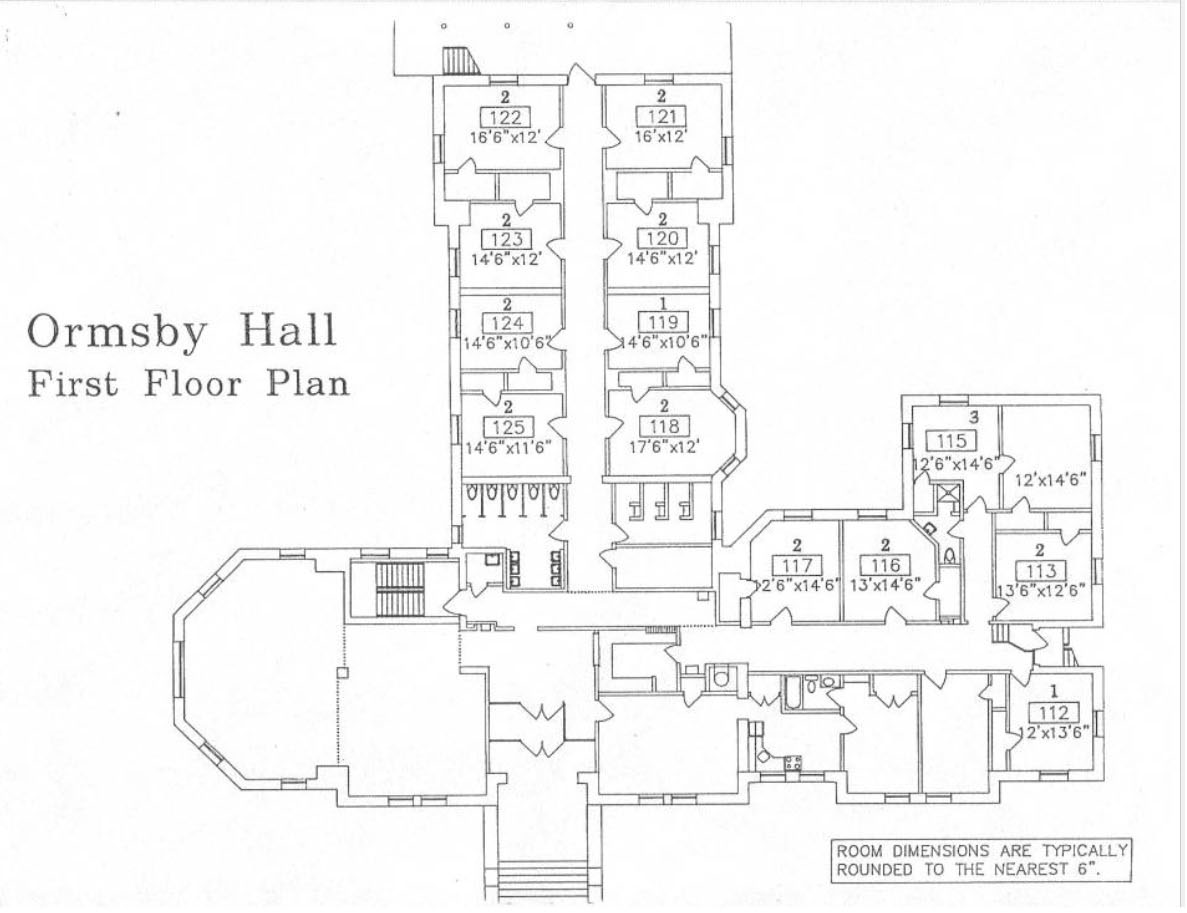 2
122
16'6"x12'
2
121
16'x12'
2
123
14'6"x12'
2
120
14'6"x12'
2
124
14'6"x10'6"
1
119
14'6"x10'6"
Ormsby Hall
First Floor Plan
2
125
14'6"x11'6"
2
118
17'6"x12'
3
115
12'6"x14'6"
12'x14'6"
2
117
2'6"x14'6"
2
116
13'x14'6"
2
113
13'6"x12'6"
1
112
12'x13'6"
ROOM DIMENSIONS ARE TYPICALLY
ROUNDED TO THE NEAREST 6".